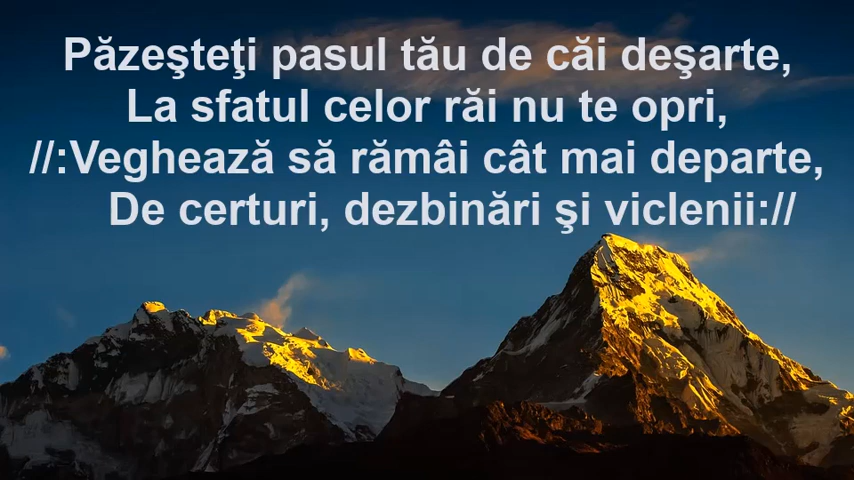 Păzeşteţi pasul tău de căi deşarte,
La sfatul celor răi nu te opri,
//:Veghează să rămâi cât mai departe,
De certuri, dezbinări şi viclenii://